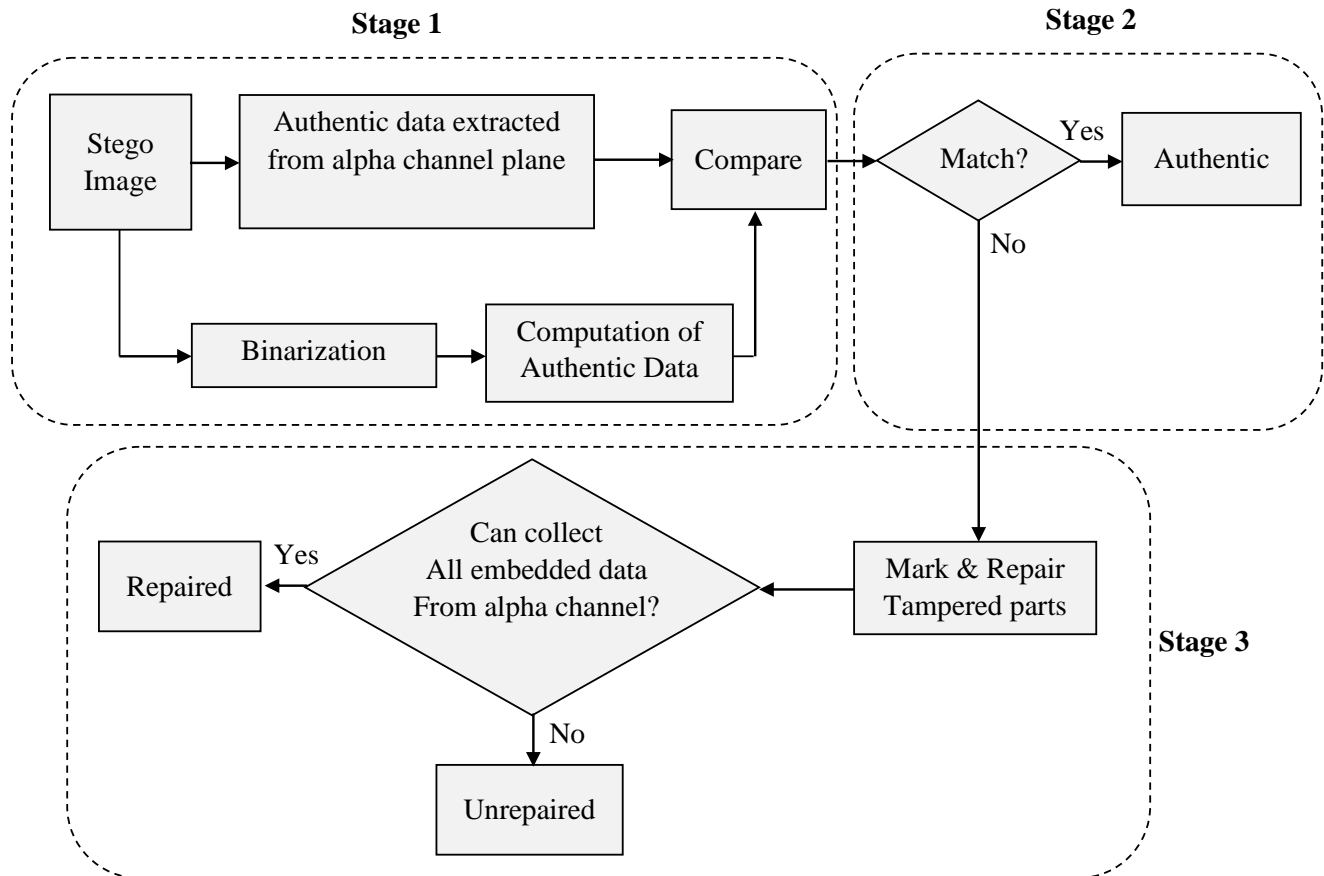 Stage 1
Stage 2
Stego
Image
Authentic data extracted
from alpha channel plane
Compare
Match?
Yes
Authentic
No
Binarization
Computation of
Authentic Data
Can collect
All embedded data
From alpha channel?
Yes
Repaired
Mark & Repair
Tampered parts
Stage 3
No
Unrepaired